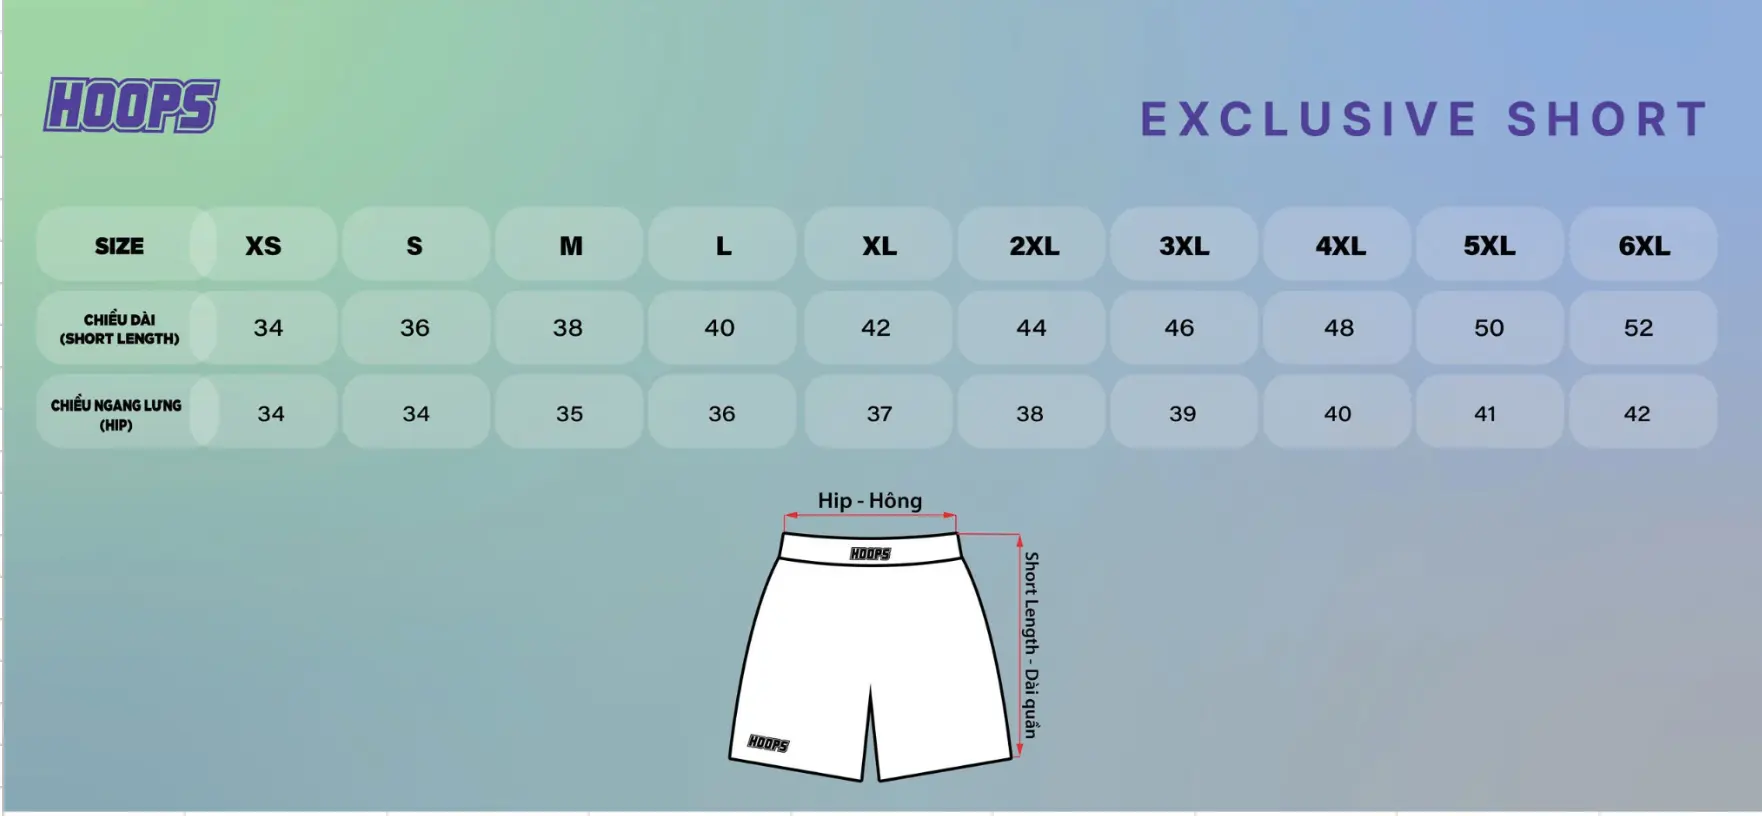 HOOPS
EXCLUSIVE SHORT
SIZE XS S M L XL 2XL 3XL 4XL 5XL 6XL
CHIỀU DÀI
(SHORT LENGTH)
34 36 38 40 42 44 46 48 50 52
CHIỀU NGANG LƯNG
(HIP)
34 34 35 36 37 38 39 40 41 42
Hip - Hông
HOOPS
Short Length - Dài quần
HOOPS